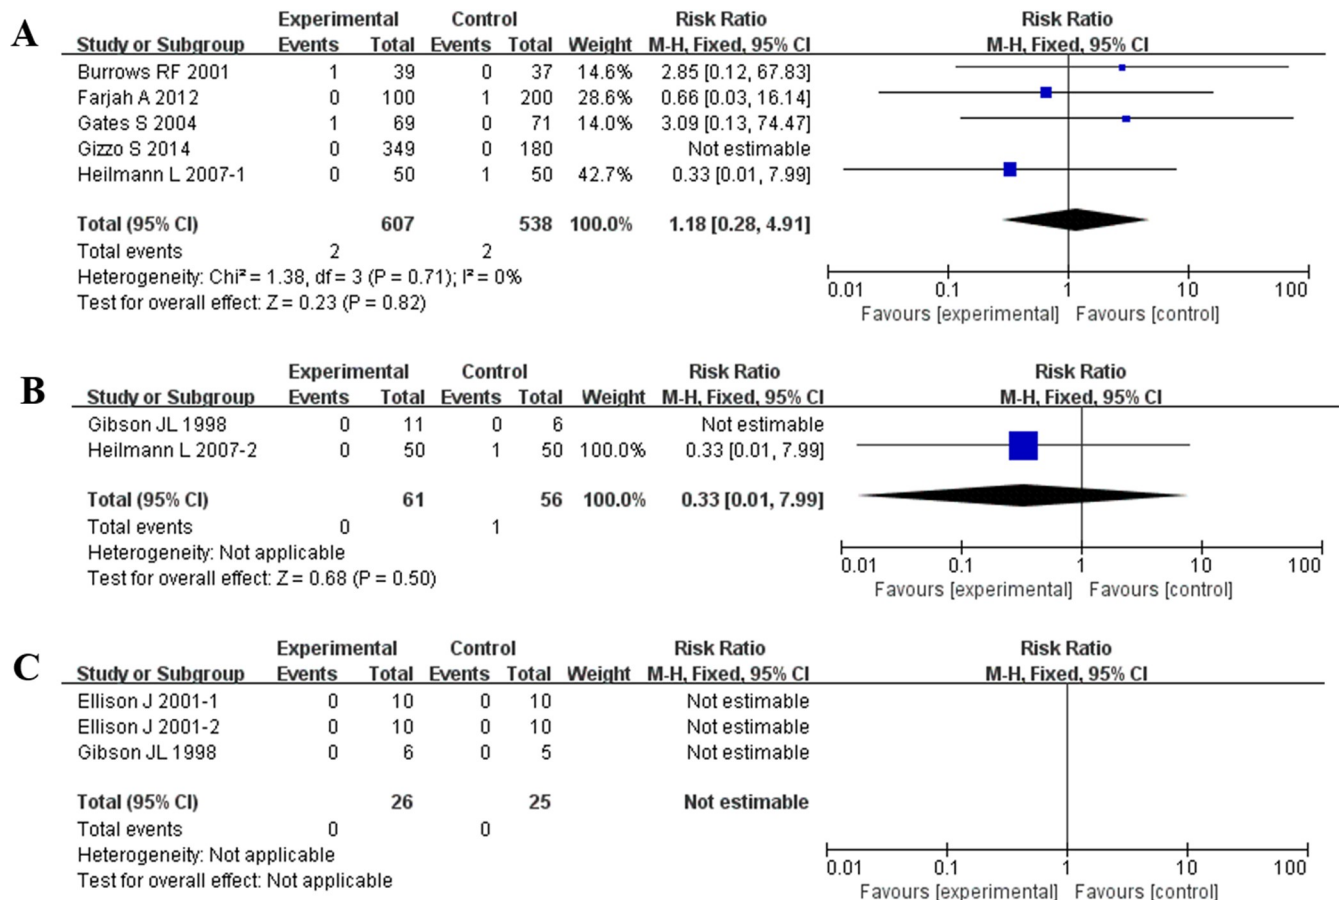 A
Experimental Control Risk Ratio Risk Ratio
Study or Subgroup Events Total Events Total Weight M-H, Fixed, 95% CI M-H, Fixed, 95% CI
Burrows RF 2001 1 39 0 37 14.6% 2.85 [0.12, 67.83]
Farjah A 2012 0 100 1 200 28.6% 0.66 [0.03, 16.14]
Gates S 2004 1 69 0 71 14.0% 3.09 [0.13, 74.47]
Gizzo S 2014 0 349 0 180 Not estimable
Heilmann L 2007-1 0 50 1 50 42.7% 0.33 [0.01, 7.99]
Total (95% CI) 607 538 100.0% 1.18 [0.28, 4.91]
Total events 2 2
Heterogeneity: Chi² = 1.38, df = 3 (P = 0.71); I² = 0%
Test for overall effect: Z = 0.23 (P = 0.82)
0.01 0.1 1 10 100
Favours [experimental] Favours [control]
B
Experimental Control Risk Ratio Risk Ratio
Study or Subgroup Events Total Events Total Weight M-H, Fixed, 95% CI M-H, Fixed, 95% CI
Gibson JL 1998 0 11 0 6 Not estimable
Heilmann L 2007-2 0 50 1 50 100.0% 0.33 [0.01, 7.99]
Total (95% CI) 61 56 100.0% 0.33 [0.01, 7.99]
Total events 0 1
Heterogeneity: Not applicable
Test for overall effect: Z = 0.68 (P = 0.50)
0.01 0.1 1 10 100
Favours [experimental] Favours [control]
C
Experimental Control Risk Ratio Risk Ratio
Study or Subgroup Events Total Events Total Weight M-H, Fixed, 95% CI M-H, Fixed, 95% CI
Ellison J 2001-1 0 10 0 10 Not estimable
Ellison J 2001-2 0 10 0 10 Not estimable
Gibson JL 1998 0 6 0 5 Not estimable
Total (95% CI) 26 25 Not estimable
Total events 0 0
Heterogeneity: Not applicable
Test for overall effect: Not applicable
0.01 0.1 1 10 100
Favours [experimental] Favours [control]